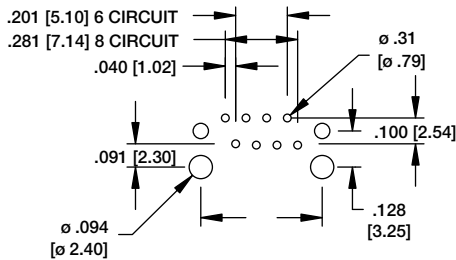 .201 [5.10] 6 CIRCUIT
.281 [7.14] 8 CIRCUIT
.040 [1.02]
ø .31
[ø .79]
.100 [2.54]
.091 [2.30]
ø .094
[ø 2.40]
.128
[3.25]